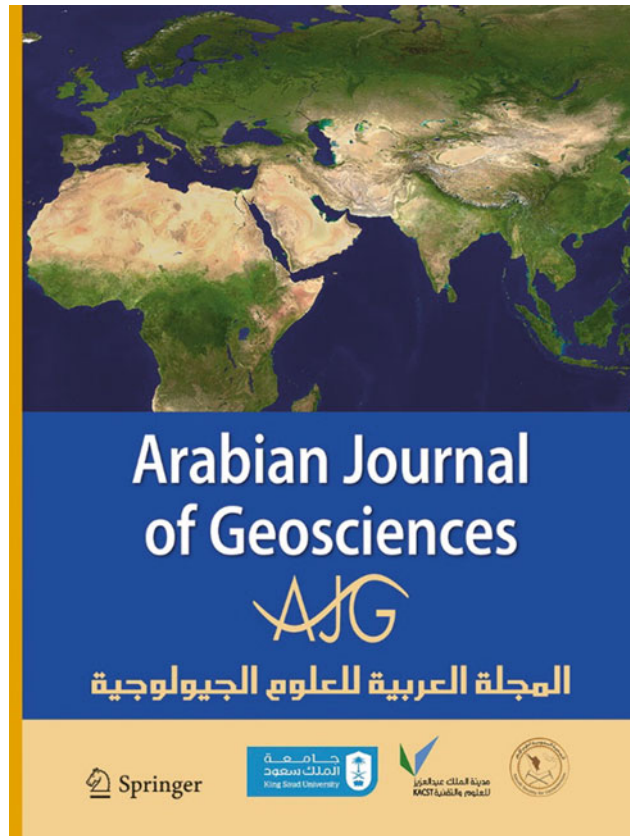 Arabian Journal
of Geosciences
AJG
المجلة العربية للعلوم الجيولوجية
Springer
جامعة
الملك سعود
King Saud University
مدينة الملك عبدالعزيز
للعلوم والتقنية KACST